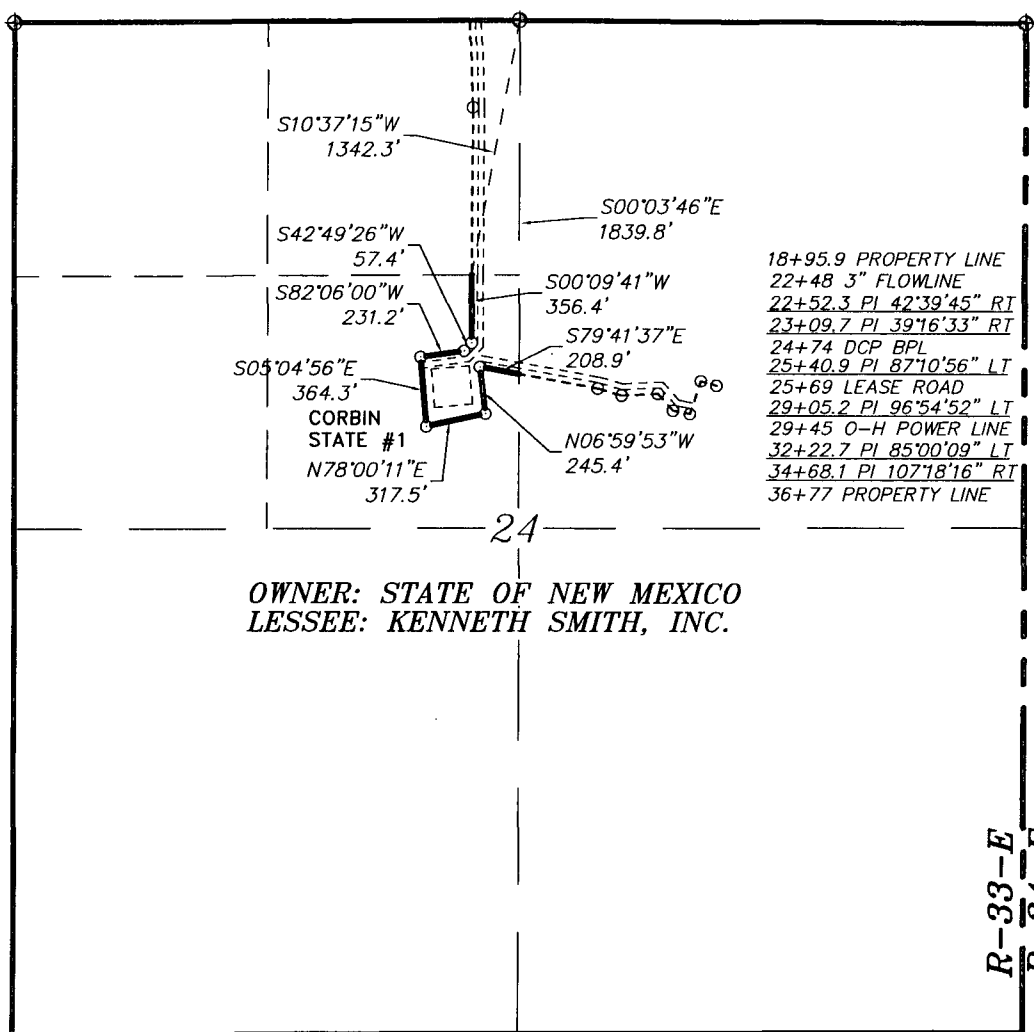 S10°37'15"W
1342.3'
S00°03'46"E
1839.8'
S42°49'26"W
57.4'
S00°09'41"W
356.4'
S82°06'00"W
231.2'
S79°41'37"E
208.9'
S05°04'56"E
364.3'
CORBIN
STATE #1
N06°59'53"W
245.4'
N78°00'11"E
317.5'
18+95.9 PROPERTY LINE
22+48 3" FLOWLINE
22+52.3 PI 42°39'45" RT
23+09.7 PI 39°16'33" RT
24+74 DCP BPL
25+40.9 PI 87°10'56" LT
25+69 LEASE ROAD
29+05.2 PI 96°54'52" LT
29+45 O-H POWER LINE
32+22.7 PI 85°00'09" LT
34+68.1 PI 107°18'16" RT
36+77 PROPERTY LINE
24
OWNER: STATE OF NEW MEXICO
LESSEE: KENNETH SMITH, INC.
R-33-E